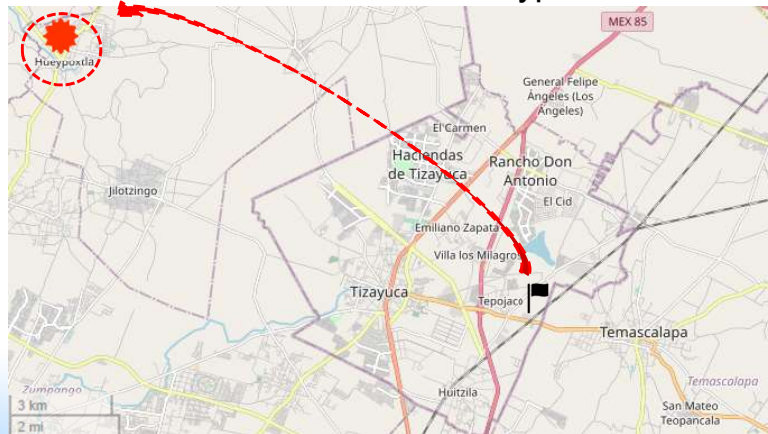 MEX 85
Hueypoxtla
General Felipe
Ángeles (Los
Ángeles)
El Carmen
Haciendas
de Tizayuca
Rancho Don
Antonio
Jilotzingo
El Cid
Emiliano Zapata
Villa los Milagros
Tizayuca
Tepojaco
Temascalapa
Zumpango
Temascalapa
Huitzila
3 km
San Mateo
Teopancala
2 mi